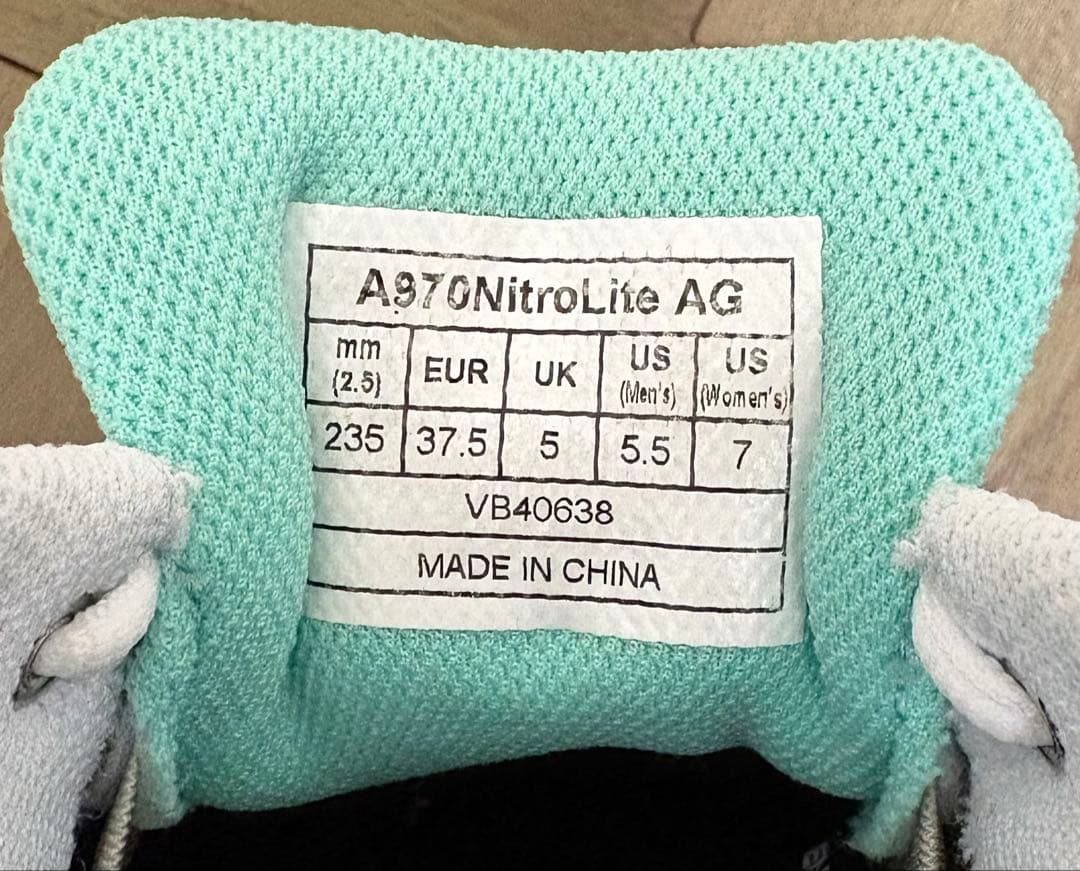 A970NitroLite AG
mm (2.5) EUR UK US (Men's) US (Women's)
235 37.5 5 5.5 7
VB40638
MADE IN CHINA